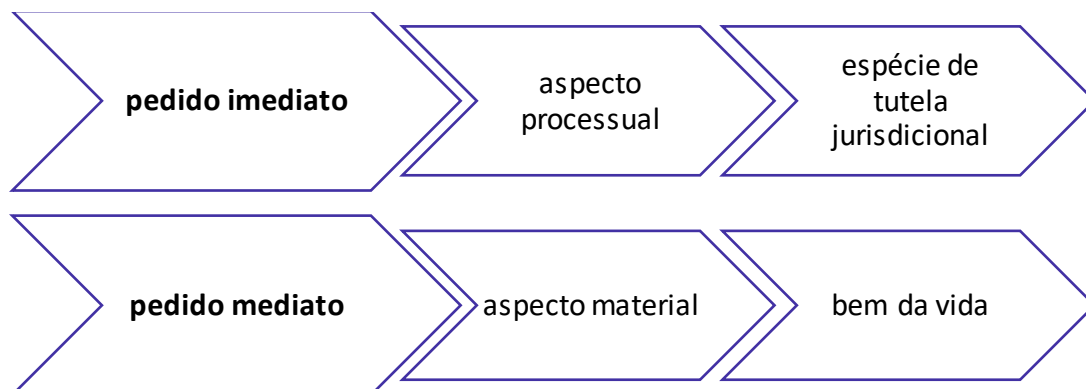 pedido imediato
aspecto
processual
espécie de
tutela
jurisdicional
pedido mediato
aspecto material
bem da vida